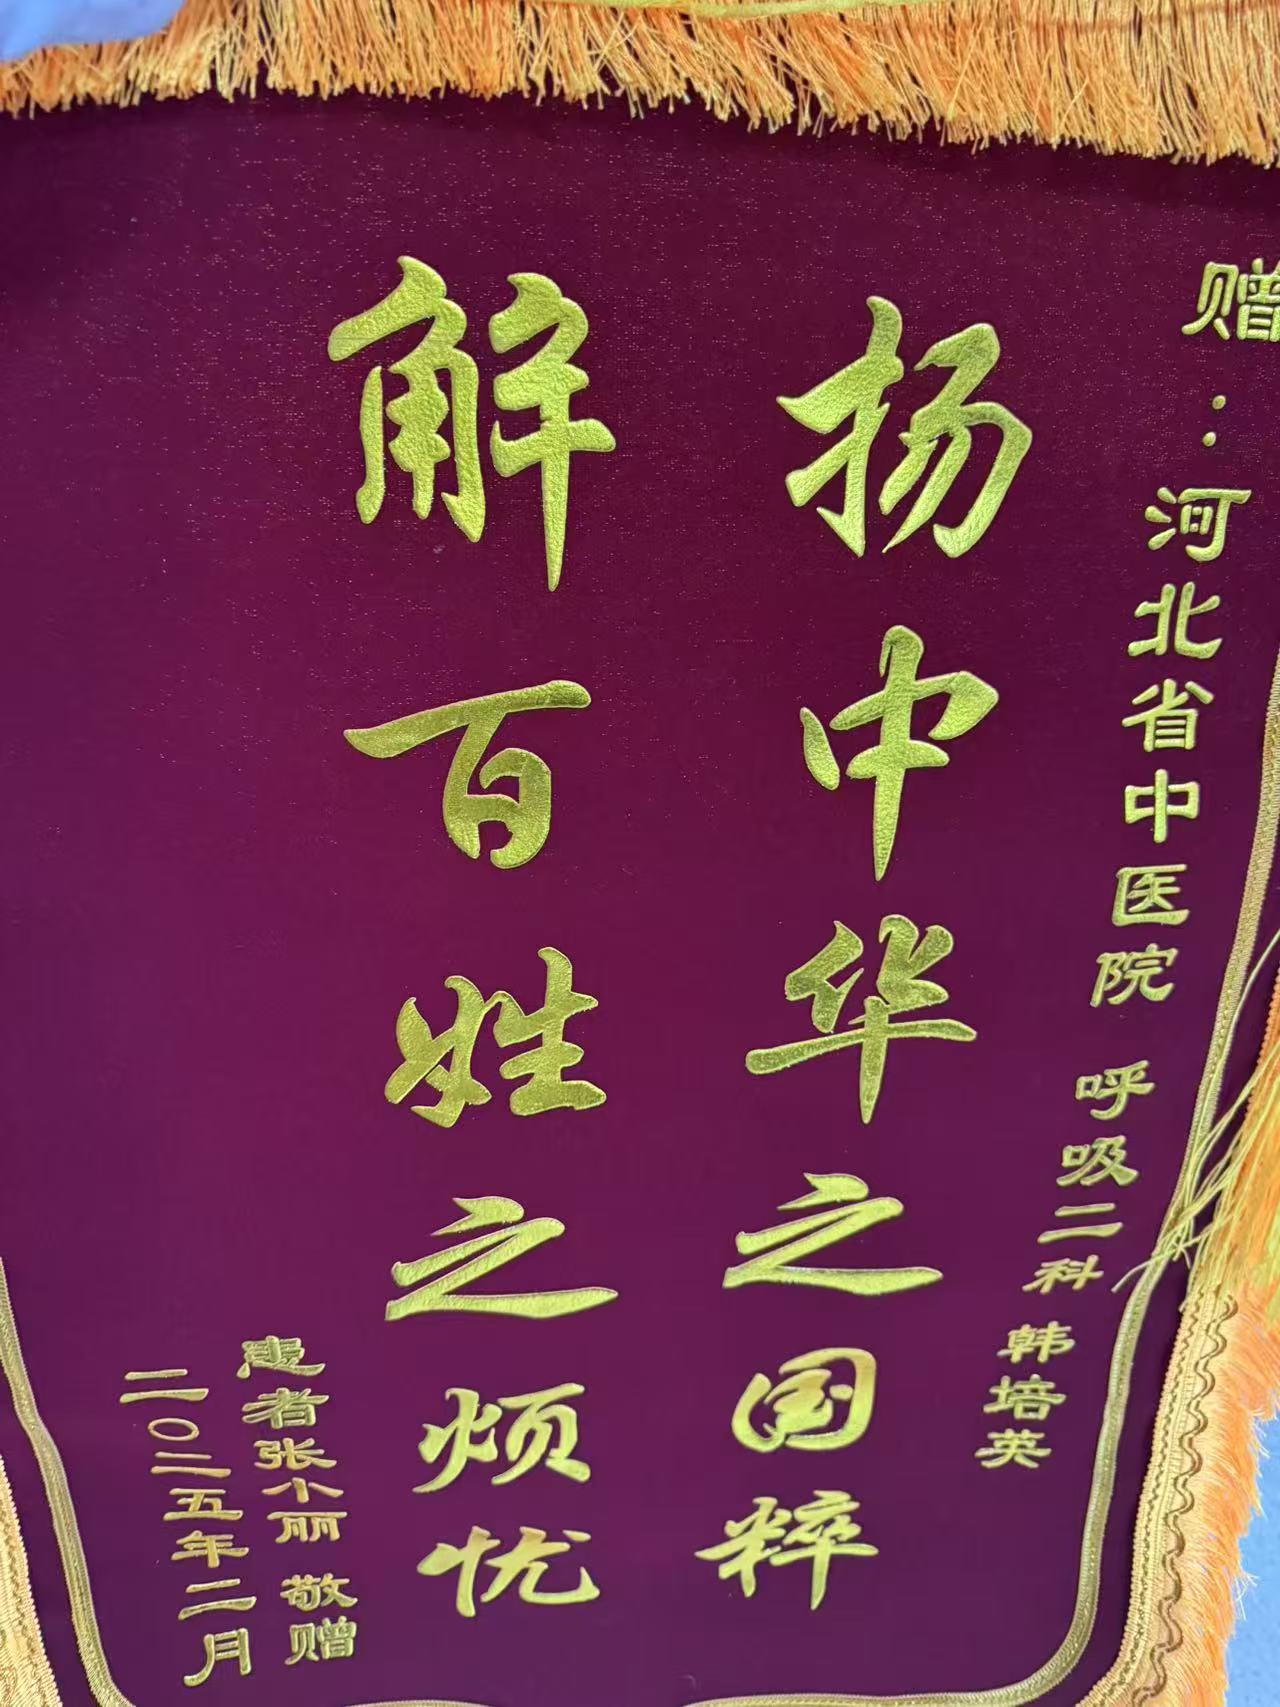 赠:河北省中医院 呼吸二科 韩培英
扬中华之国粹
解百姓之烦忧
患者张小丽 敬赠
二〇二五年二月